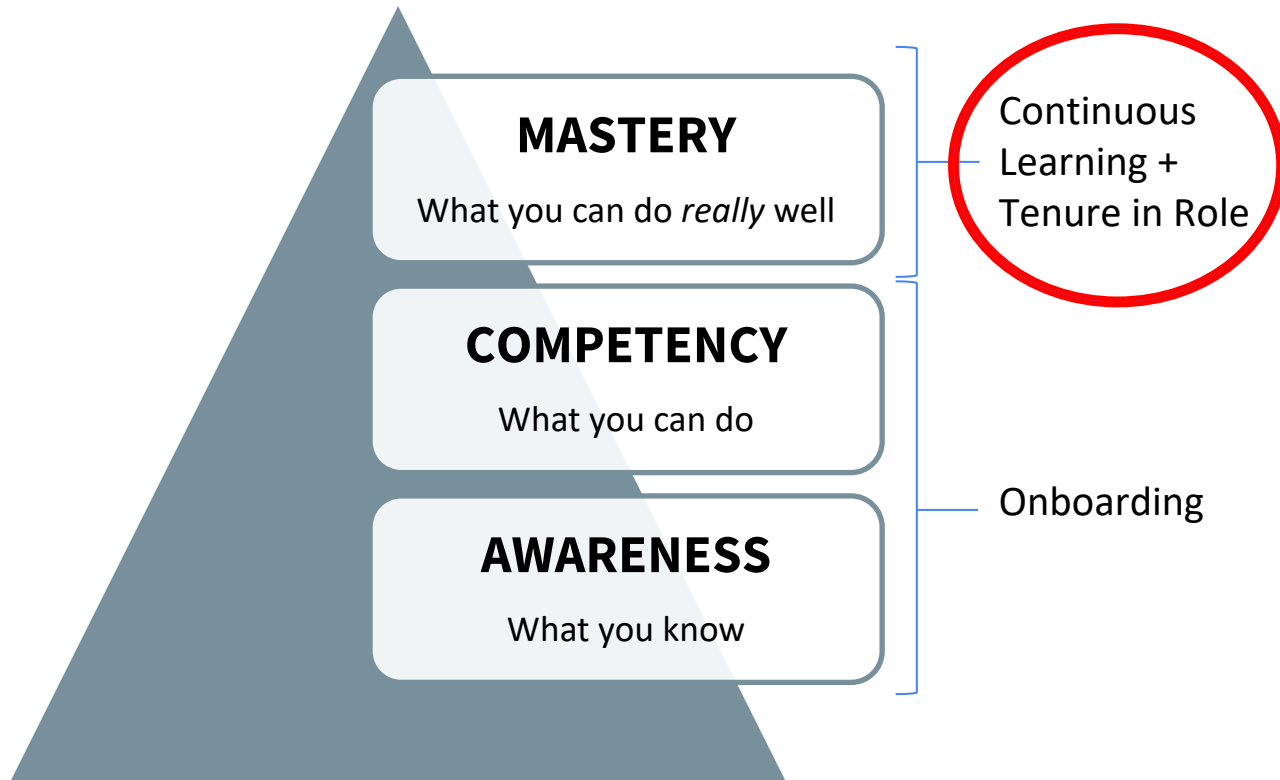 MASTERY
What you can do really well
Continuous
Learning +
Tenure in Role
COMPETENCY
What you can do
Onboarding
AWARENESS
What you know